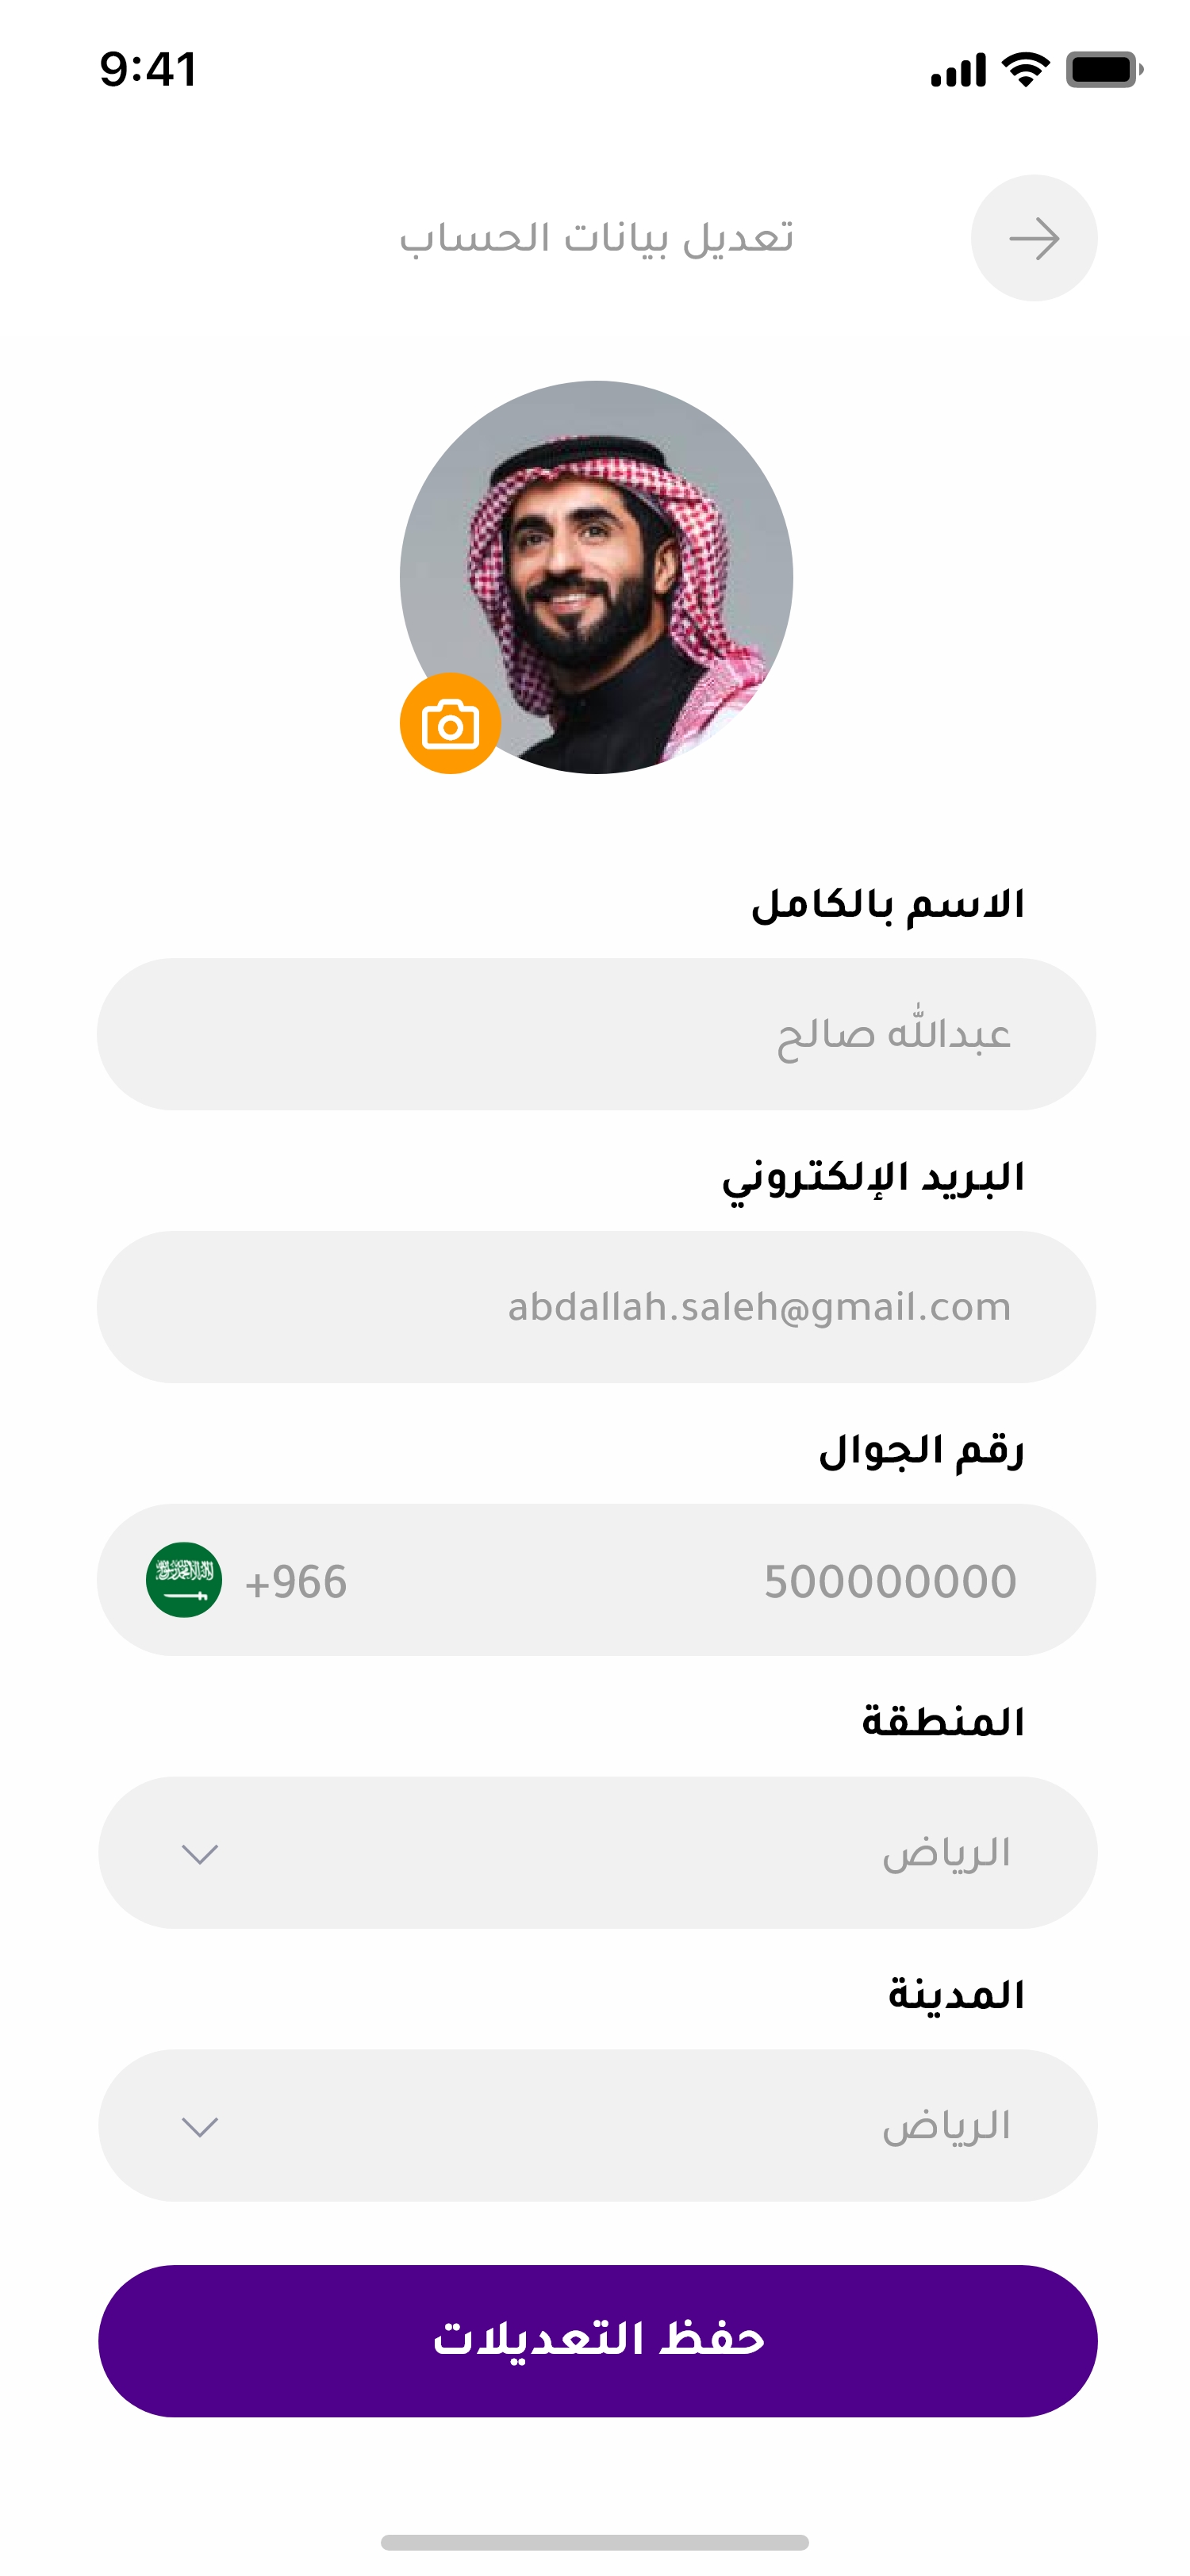 9:41
تعديل بيانات الحساب
الاسم بالكامل
عبدالله صالح
البريد الإلكتروني
abdallah.saleh@gmail.com
رقم الجوال
500000000 +966
المنطقة
الرياض
المدينة
الرياض
حفظ التعديلات